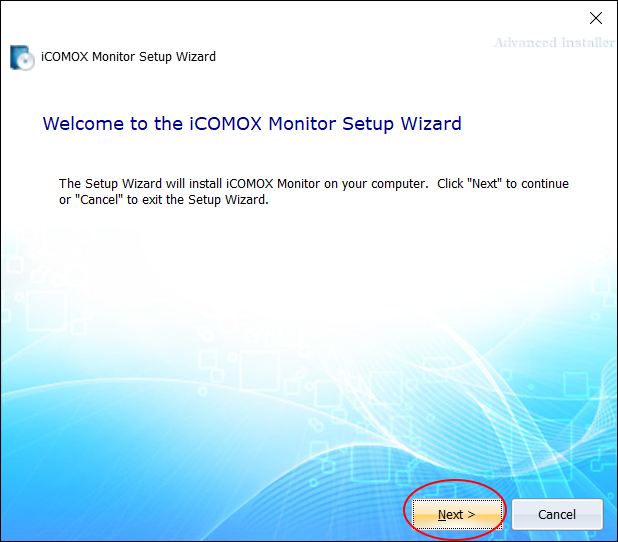 Advanced Installer
iCOMOX Monitor Setup Wizard
Welcome to the iCOMOX Monitor Setup Wizard
The Setup Wizard will install iCOMOX Monitor on your computer.  Click "Next" to continue
or "Cancel" to exit the Setup Wizard.
Next >
Cancel